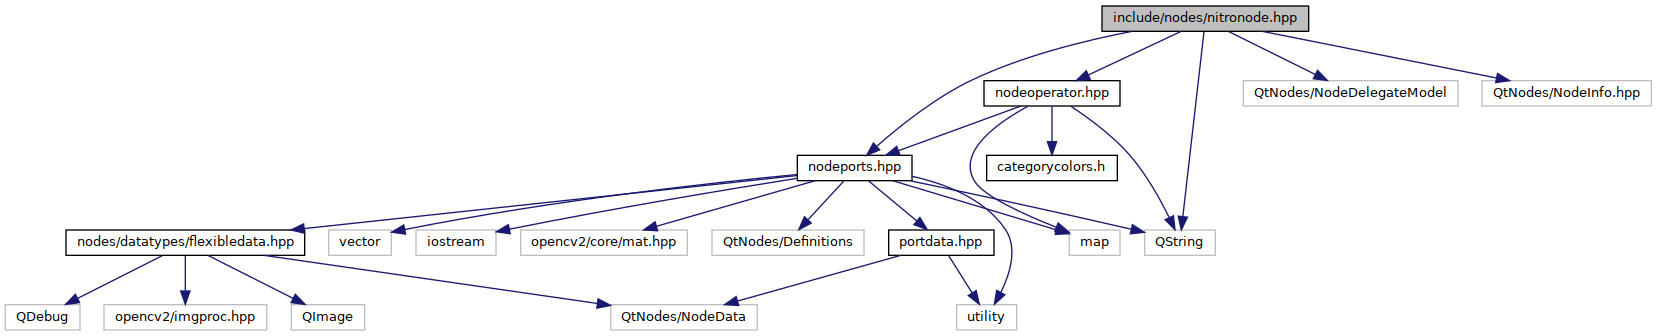 include/nodes/nitronode.hpp
nodeoperator.hpp
QtNodes/NodeDelegateModel
QtNodes/NodeInfo.hpp
nodeports.hpp
categorycolors.h
nodes/datatypes/flexibledata.hpp
vector
iostream
opencv2/core/mat.hpp
QtNodes/Definitions
portdata.hpp
map
QString
QDebug
opencv2/imgproc.hpp
QImage
QtNodes/NodeData
utility